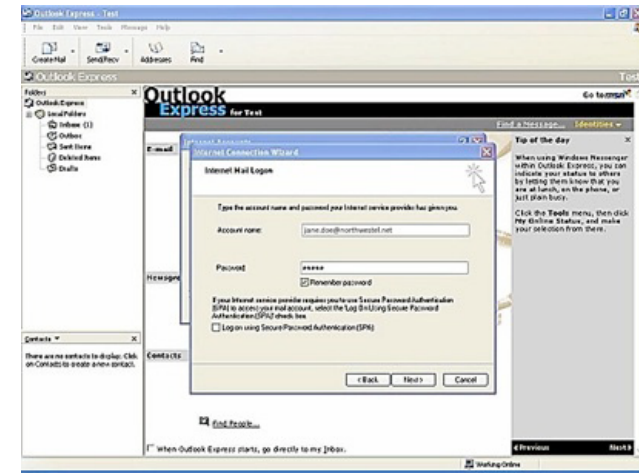 Outlook Express - Test
File Edit View Tools Message Help
Create Mail Send/Recv Addresses Find
Outlook Express
Test
Folders x
Outlook Express
Local Folders
Inbox (1)
Outbox
Sent Items
Deleted Items
Drafts
Contacts x
There are no contacts to display. Click
on Contacts to create a new contact.
Outlook
Express for Test
Go to msn
Find a Message... Identities
E-mail
Newsgro
Contacts
Find People...
When Outlook Express starts, go directly to my Inbox.
Internet Accounts
Internet Connection Wizard
Internet Mail Logon
Type the account name and password your Internet service provider has given you.
Account name: jane.doe@northwestel.net
Password: •••••
Remember password
If your Internet service provider requires you to use Secure Password Authentication
(SPA) to access your mail account, select the 'Log On Using Secure Password
Authentication (SPA)' check box.
Log on using Secure Password Authentication (SPA)
< Back Next > Cancel
Tip of the day x
When using Windows Messenger
within Outlook Express, you can
indicate your status to others
by letting them know that you
are at lunch, on the phone, or
just plain busy.
Click the Tools menu, then click
My Online Status, and make
your selection from there.
Previous Next
Working Online